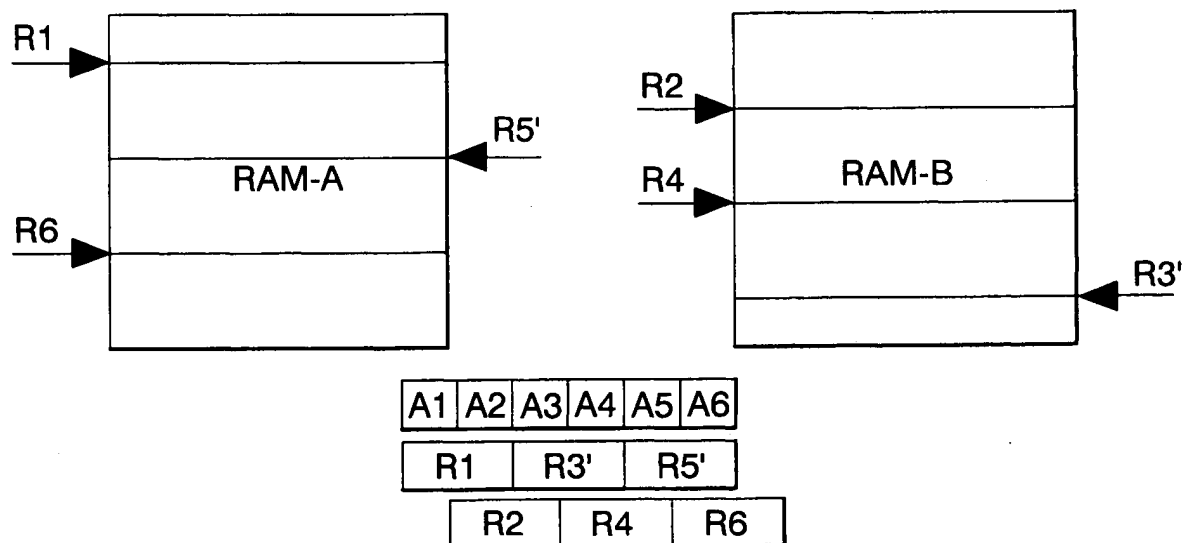 R1
R5'
RAM-A
R6
R2
R4
RAM-B
R3'
A1 A2 A3 A4 A5 A6
R1 R3' R5'
R2 R4 R6